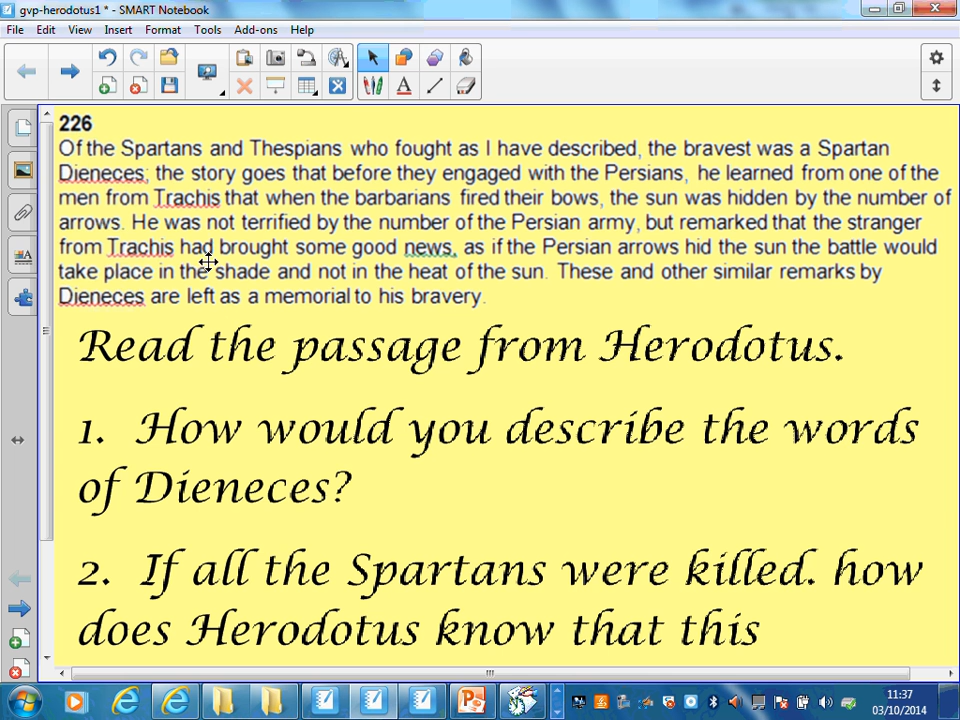 gvp-herodotus1 * - SMART Notebook
File Edit View Insert Format Tools Add-ons Help
226
Of the Spartans and Thespians who fought as I have described, the bravest was a Spartan
Dieneces; the story goes that before they engaged with the Persians, he learned from one of the
men from Trachis that when the barbarians fired their bows, the sun was hidden by the number of
arrows. He was not terrified by the number of the Persian army, but remarked that the stranger
from Trachis had brought some good news, as if the Persian arrows hid the sun the battle would
take place in the shade and not in the heat of the sun. These and other similar remarks by
Dieneces are left as a memorial to his bravery.
Read the passage from Herodotus.
1. How would you describe the words
of Dieneces?
2. If all the Spartans were killed. how
does Herodotus know that this
11:37
03/10/2014